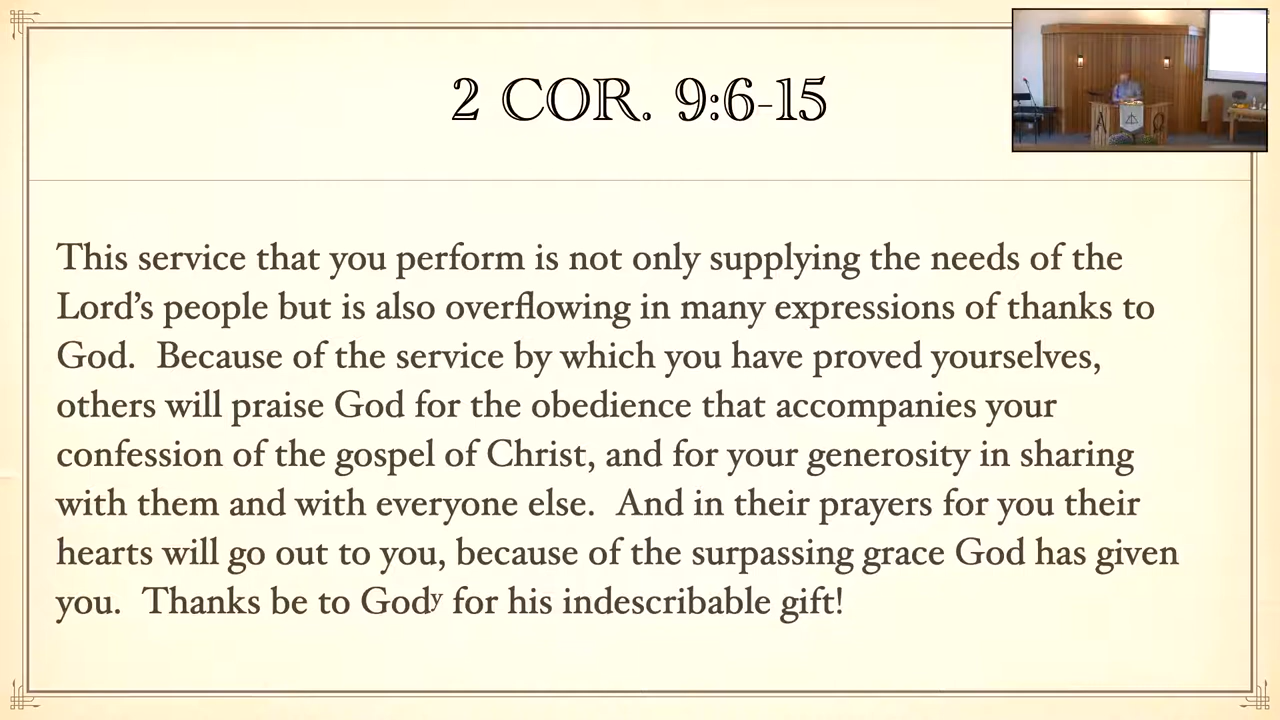 2 COR. 9:6-15
This service that you perform is not only supplying the needs of the
Lord’s people but is also overflowing in many expressions of thanks to
God.  Because of the service by which you have proved yourselves,
others will praise God for the obedience that accompanies your
confession of the gospel of Christ, and for your generosity in sharing
with them and with everyone else.  And in their prayers for you their
hearts will go out to you, because of the surpassing grace God has given
you.  Thanks be to Godʸ for his indescribable gift!
A Ω